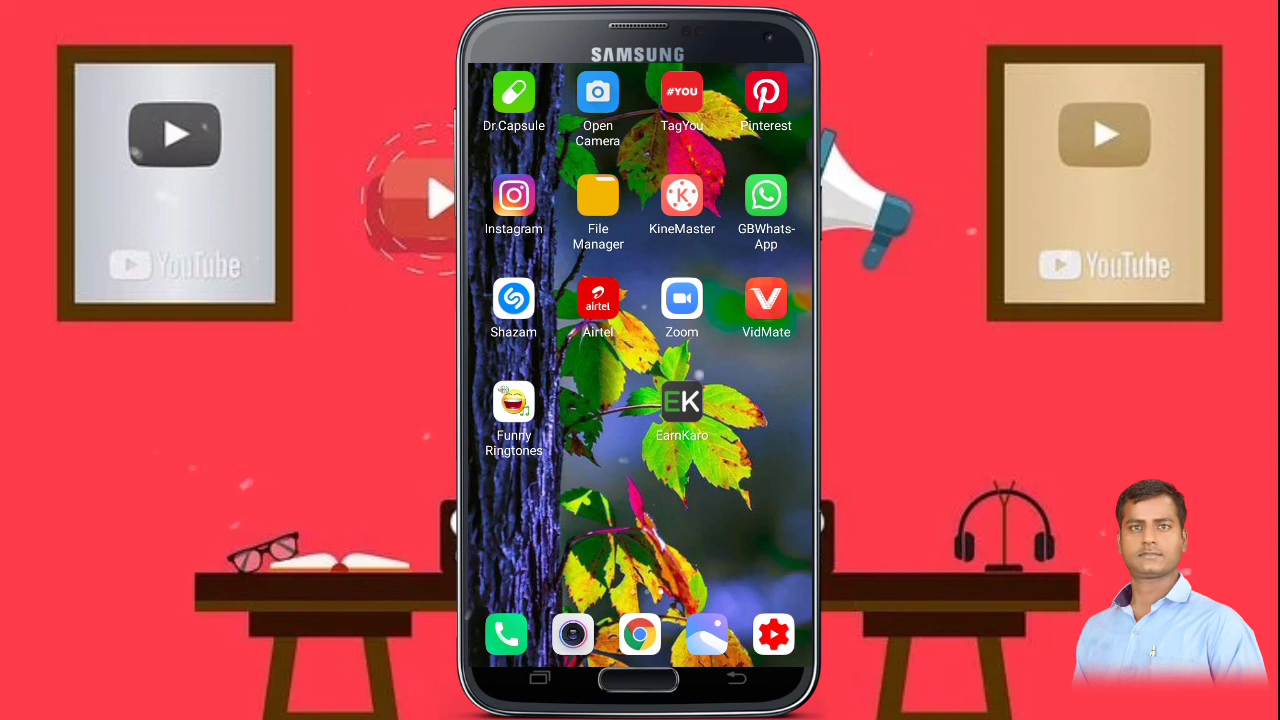 SAMSUNG
#YOU
Dr.Capsule
Open
Camera
TagYou
Pinterest
Instagram
File
Manager
KineMaster
GBWhats-
App
airtel
Shazam
Airtel
Zoom
VidMate
EK
Funny
Ringtones
EarnKaro
YouTube
YouTube